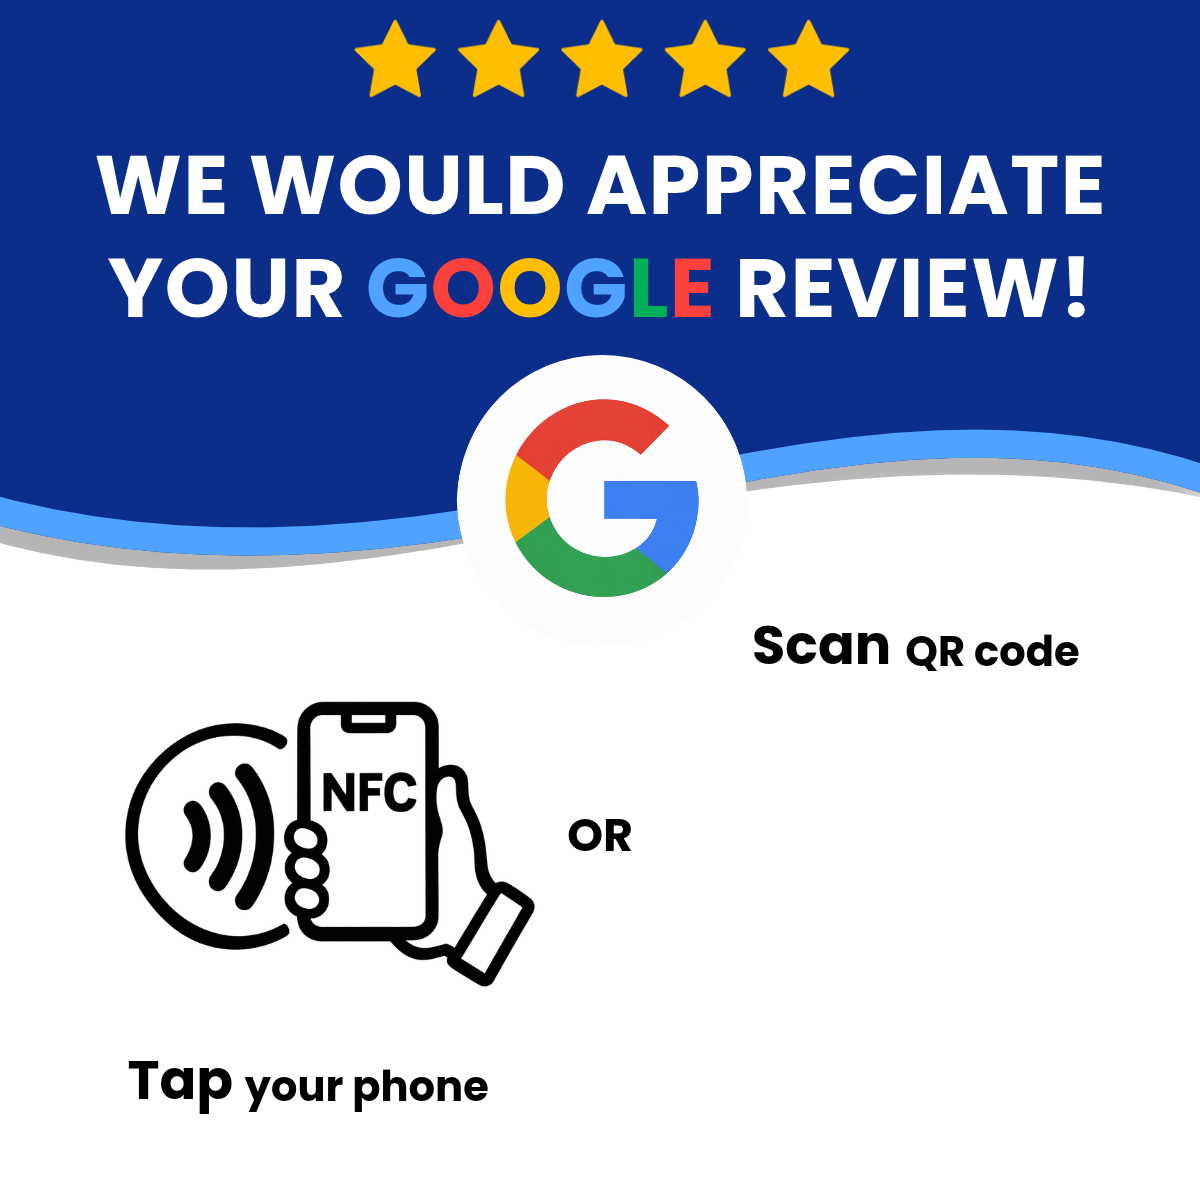 WE WOULD APPRECIATE
YOUR GOOGLE REVIEW!
Scan QR code
NFC
OR
Tap your phone